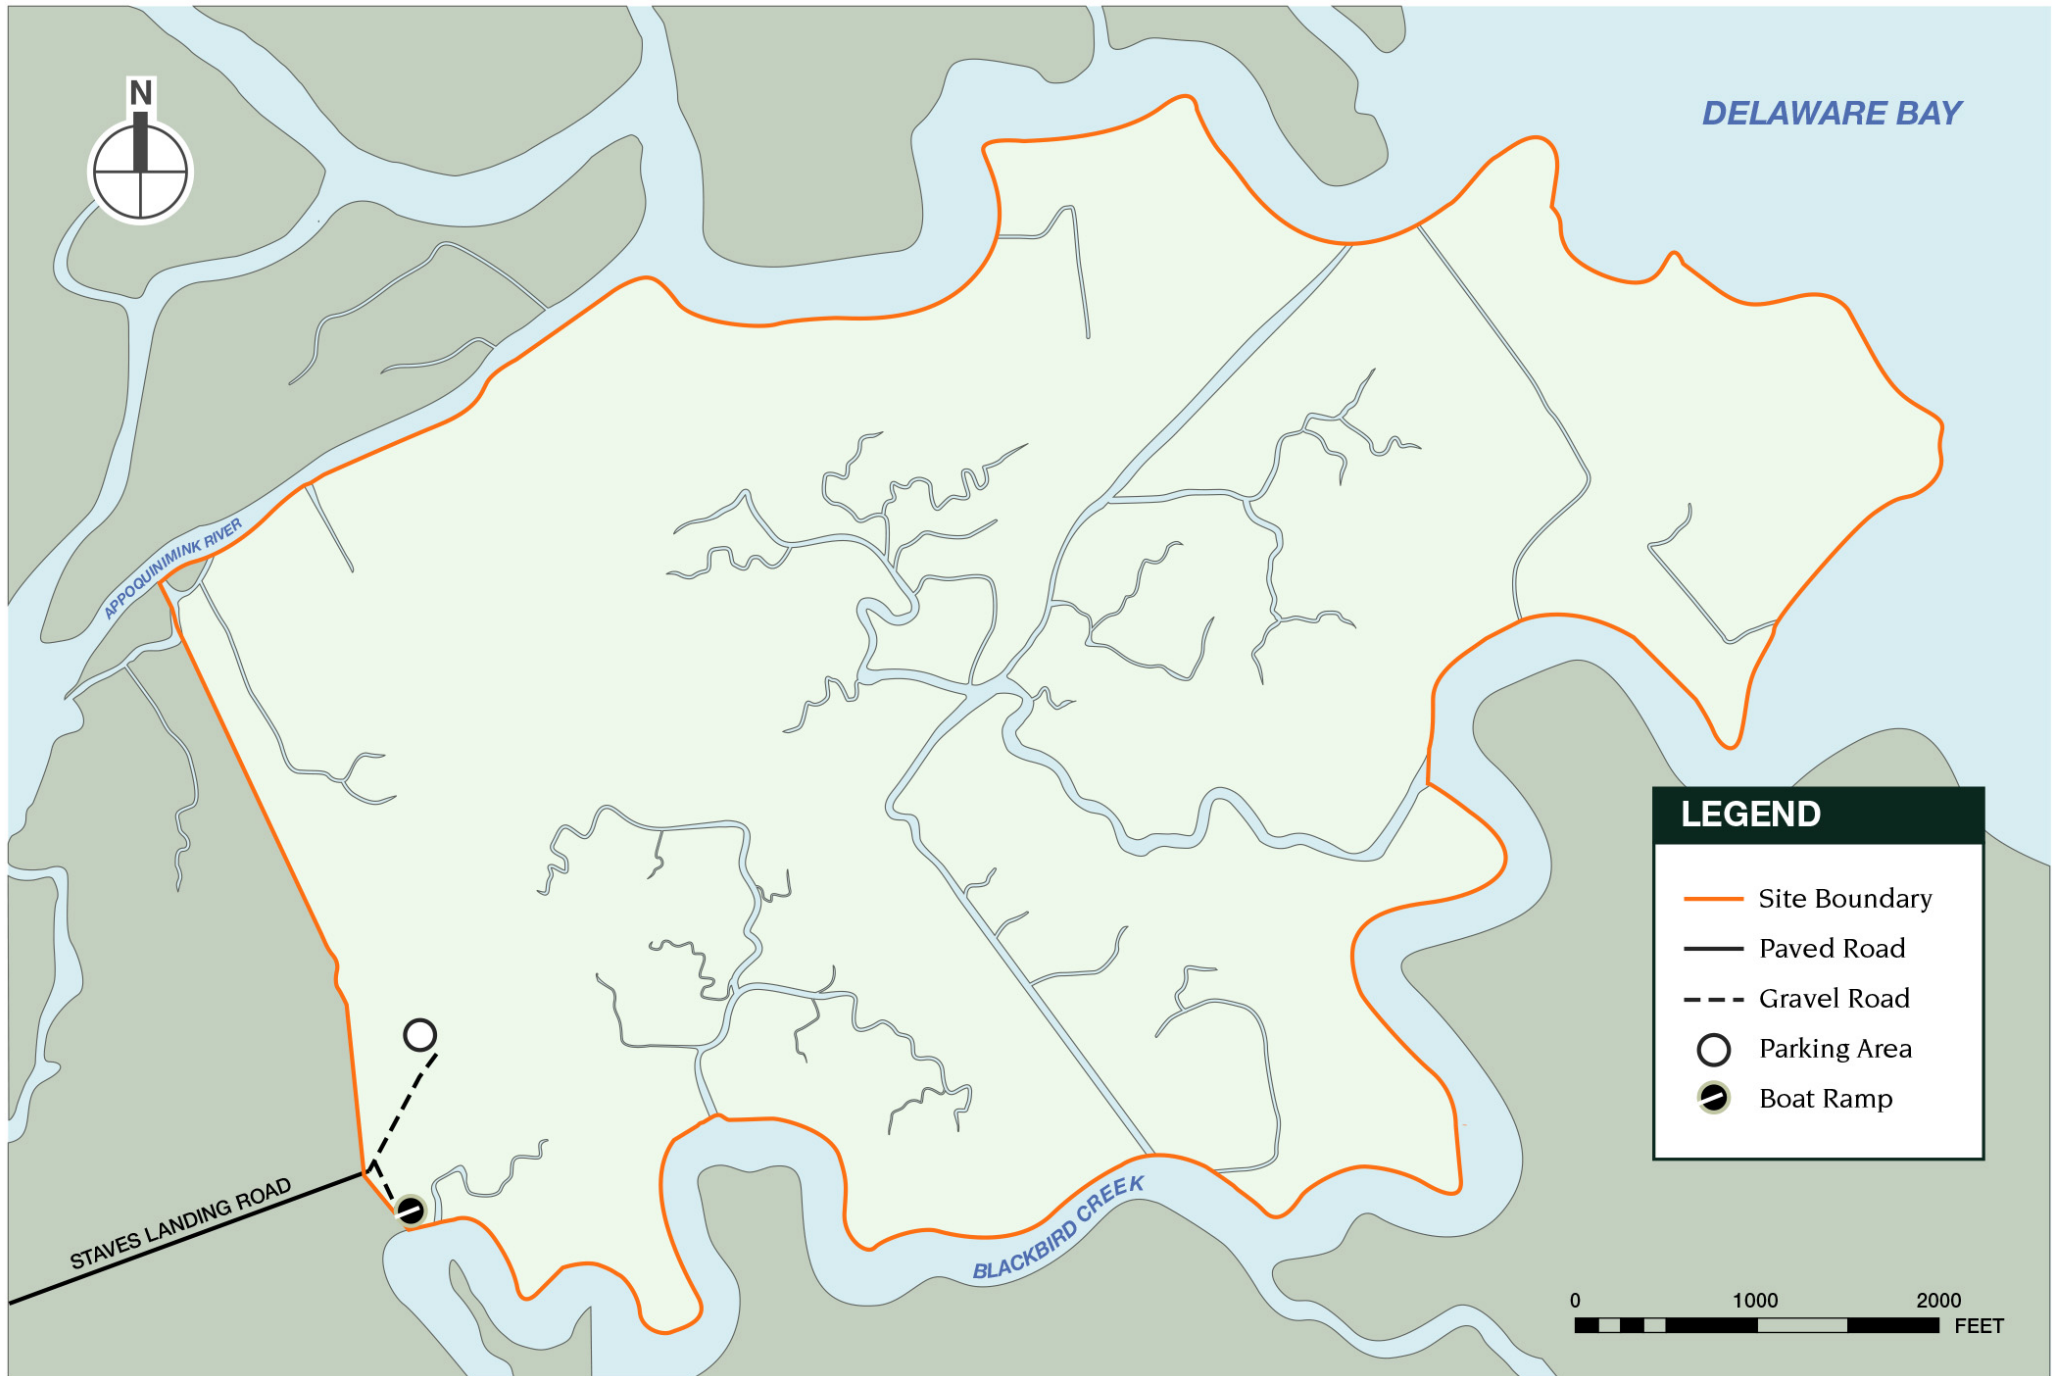 N
DELAWARE BAY
APPOQUINIMINK RIVER
LEGEND
Site Boundary
Paved Road
Gravel Road
Parking Area
Boat Ramp
STAVES LANDING ROAD
BLACKBIRD CREEK
0 1000 2000
FEET